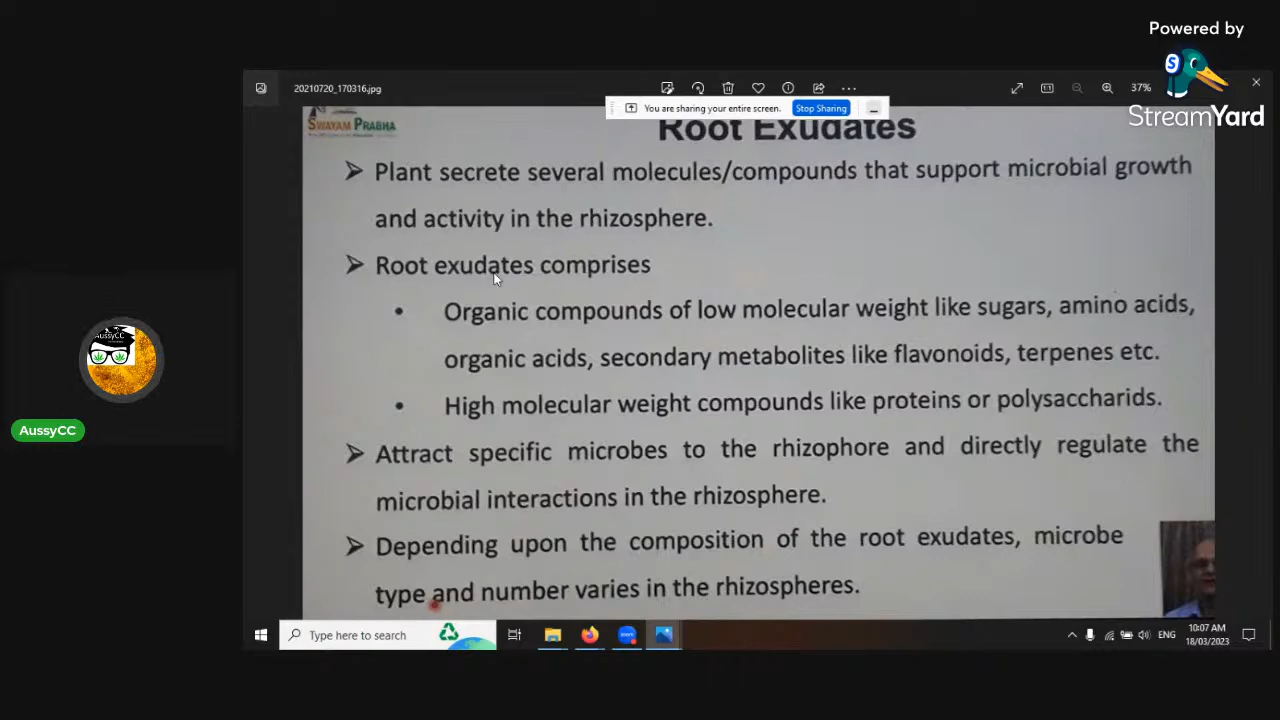 Powered by
StreamYard
20210720_170316.jpg
37%
You are sharing your entire screen.
Stop Sharing
SWAYAM PRABHA
Root Exudates
➤ Plant secrete several molecules/compounds that support microbial growth
and activity in the rhizosphere.
➤ Root exudates comprises
• Organic compounds of low molecular weight like sugars, amino acids,
organic acids, secondary metabolites like flavonoids, terpenes etc.
• High molecular weight compounds like proteins or polysaccharids.
➤ Attract specific microbes to the rhizophore and directly regulate the
microbial interactions in the rhizosphere.
➤ Depending upon the composition of the root exudates, microbe
type and number varies in the rhizospheres.
AussyCC
AussyCC
Type here to search
ENG
10:07 AM
18/03/2023